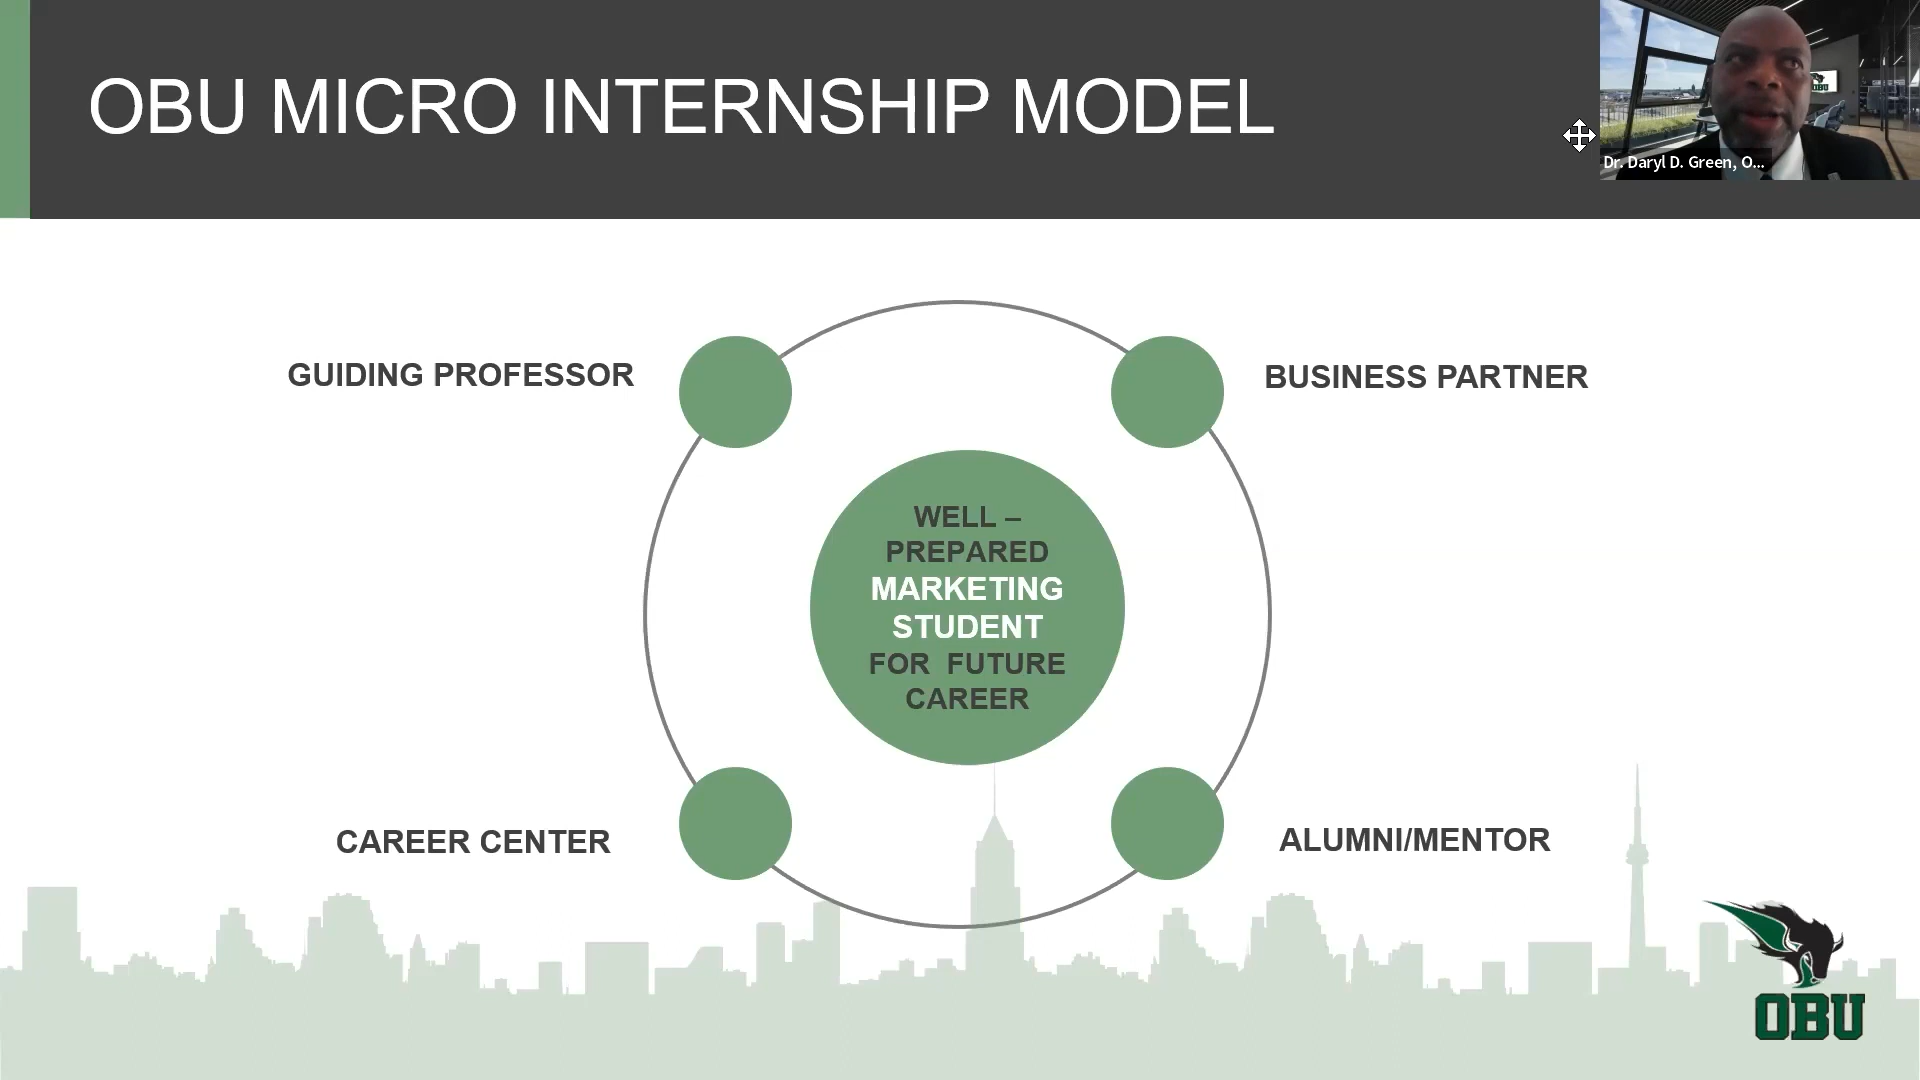 OBU MICRO INTERNSHIP MODEL
Dr. Daryl D. Green, O...
OBU
GUIDING PROFESSOR
BUSINESS PARTNER
WELL –
PREPARED
MARKETING
STUDENT
FOR FUTURE
CAREER
CAREER CENTER
ALUMNI/MENTOR
OBU